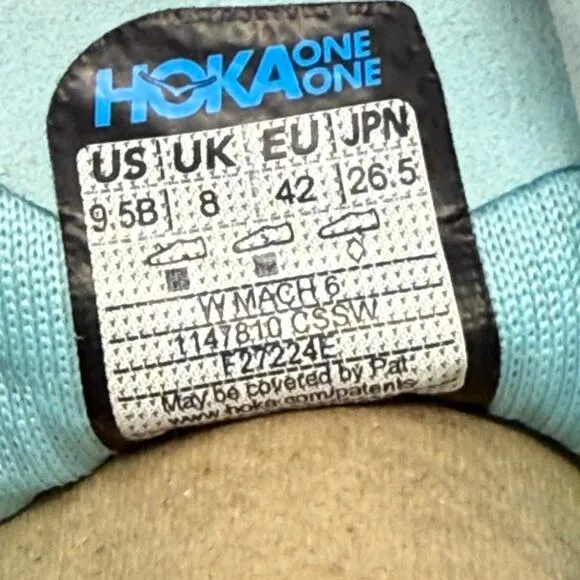 HOKA ONE ONE
US UK EU JPN
9.5B 8 42 26.5
W MACH 6
1147810 CSSW
F27224E
May be covered by Pat.
www.hoka.com/patents